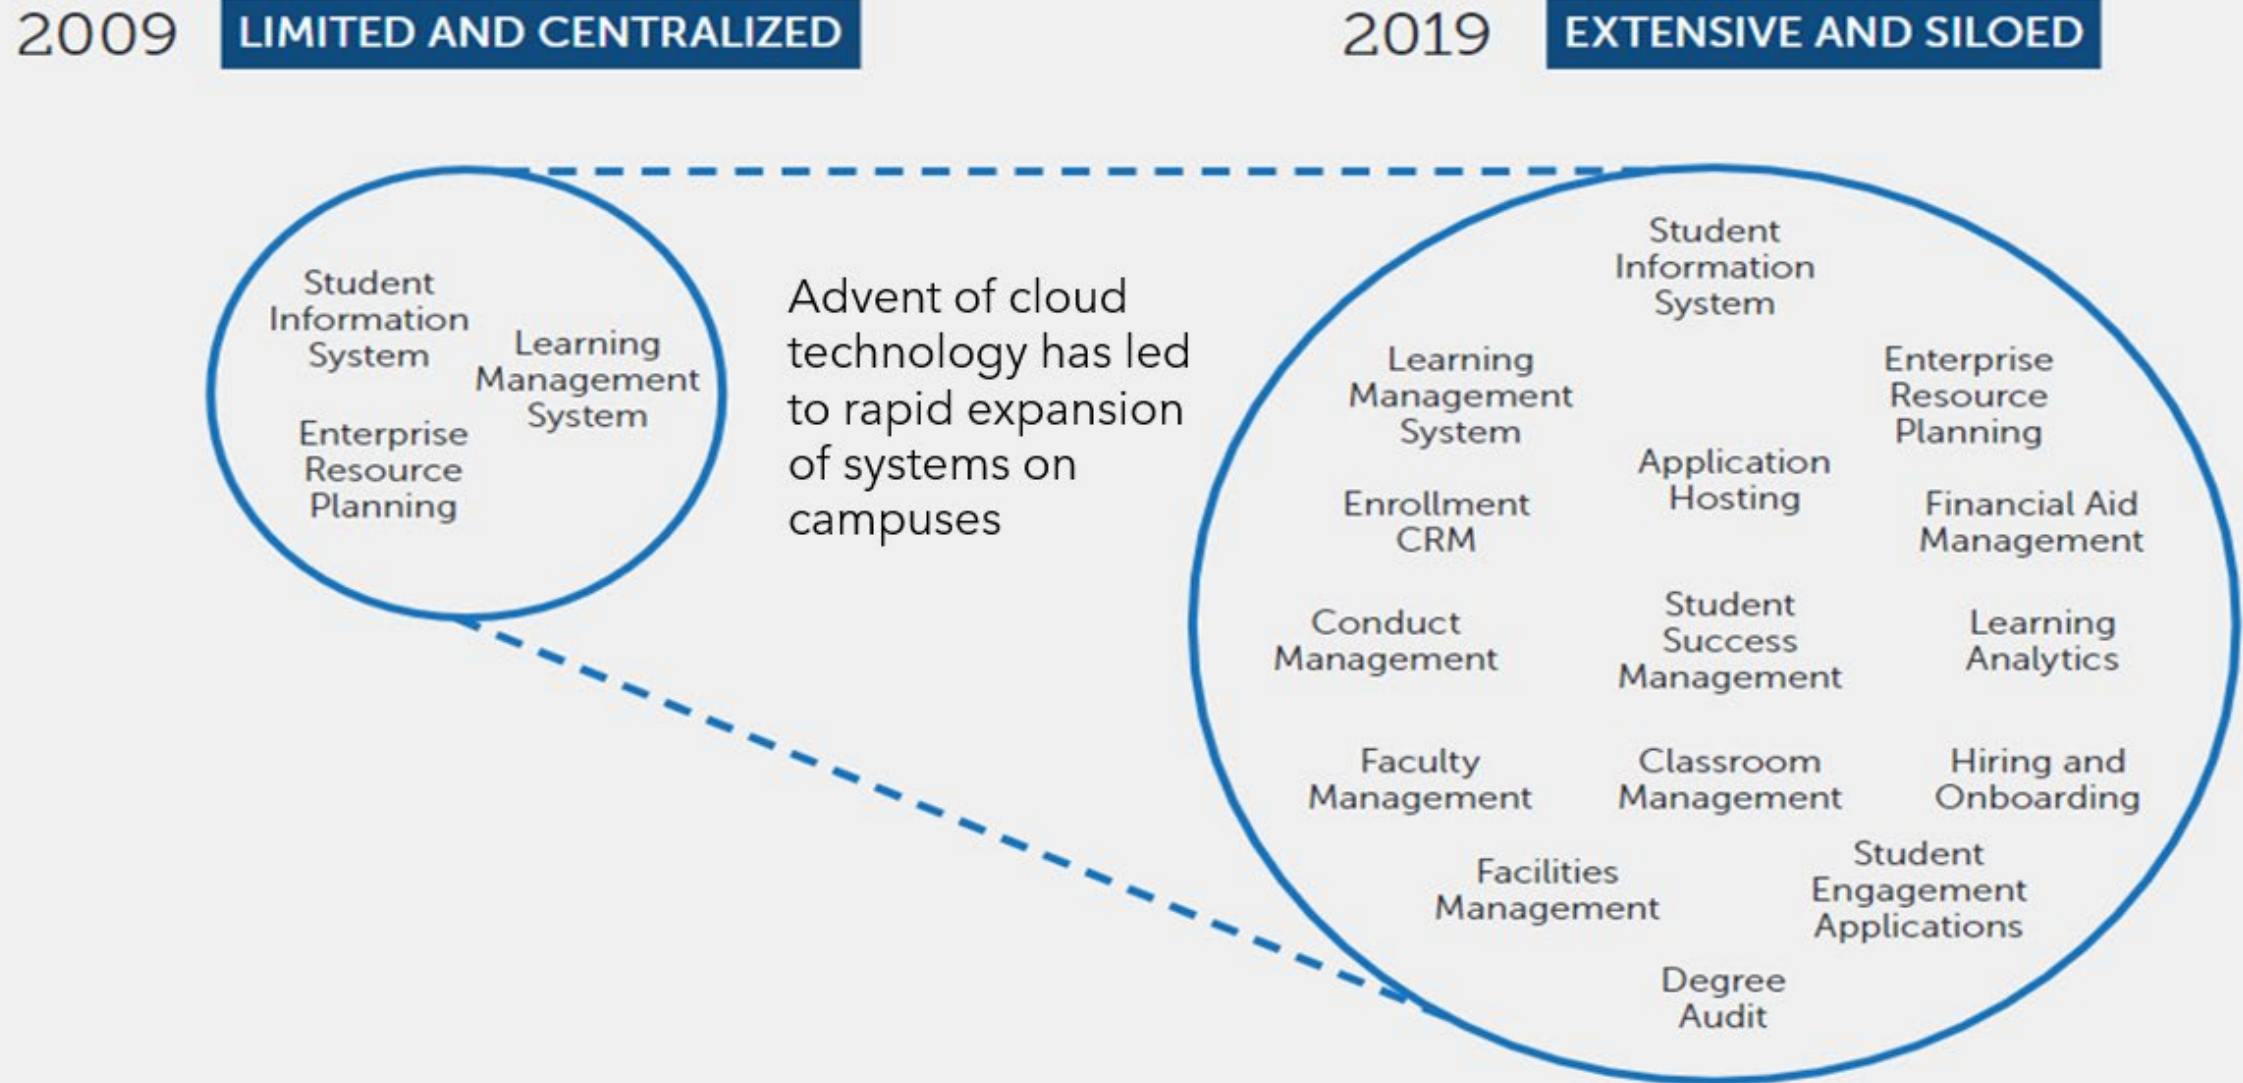 2009
LIMITED AND CENTRALIZED
2019
EXTENSIVE AND SILOED
Student
Information
System
Learning
Management
System
Enterprise
Resource
Planning
Advent of cloud
technology has led
to rapid expansion
of systems on
campuses
Student
Information
System
Learning
Management
System
Enterprise
Resource
Planning
Application
Hosting
Enrollment
CRM
Financial Aid
Management
Conduct
Management
Student
Success
Management
Learning
Analytics
Faculty
Management
Classroom
Management
Hiring and
Onboarding
Facilities
Management
Student
Engagement
Applications
Degree
Audit